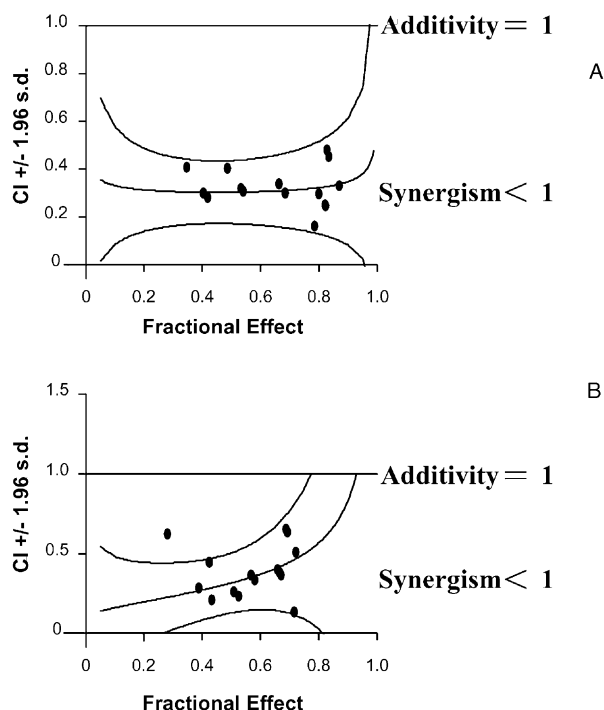 1.0
Additivity = 1
A
0.8
0.6
CI +/- 1.96 s.d.
0.4
Synergism < 1
0.2
0
0 0.2 0.4 0.6 0.8 1.0
Fractional Effect
B
1.5
1.0
Additivity = 1
CI +/- 1.96 s.d.
0.5
Synergism < 1
0
0 0.2 0.4 0.6 0.8 1.0
Fractional Effect